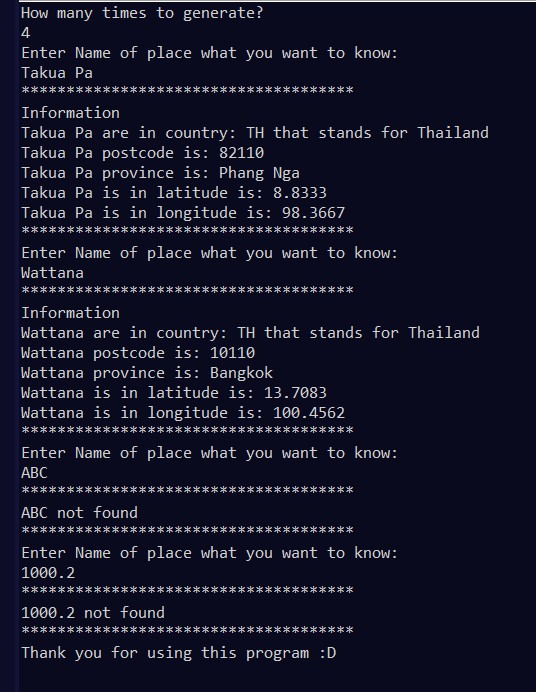 How many times to generate?
4
Enter Name of place what you want to know:
Takua Pa
*************************************
Information
Takua Pa are in country: TH that stands for Thailand
Takua Pa postcode is: 82110
Takua Pa province is: Phang Nga
Takua Pa is in latitude is: 8.8333
Takua Pa is in longitude is: 98.3667
*************************************
Enter Name of place what you want to know:
Wattana
*************************************
Information
Wattana are in country: TH that stands for Thailand
Wattana postcode is: 10110
Wattana province is: Bangkok
Wattana is in latitude is: 13.7083
Wattana is in longitude is: 100.4562
*************************************
Enter Name of place what you want to know:
ABC
*************************************
ABC not found
*************************************
Enter Name of place what you want to know:
1000.2
*************************************
1000.2 not found
*************************************
Thank you for using this program :D